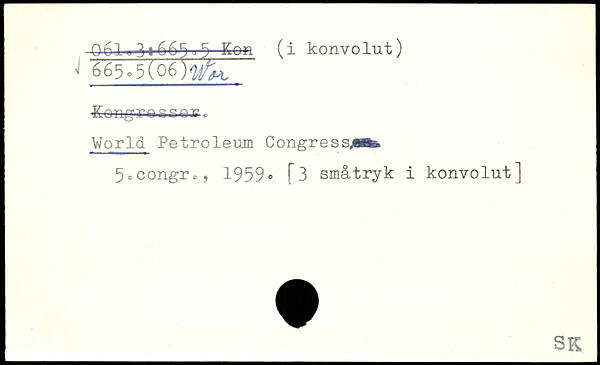 061.3:665.5 Kon (i konvolut)
665.5(06) Wor
Kongresser.
World Petroleum Congresses
5.congr., 1959. [3 småtryk i konvolut]
SK